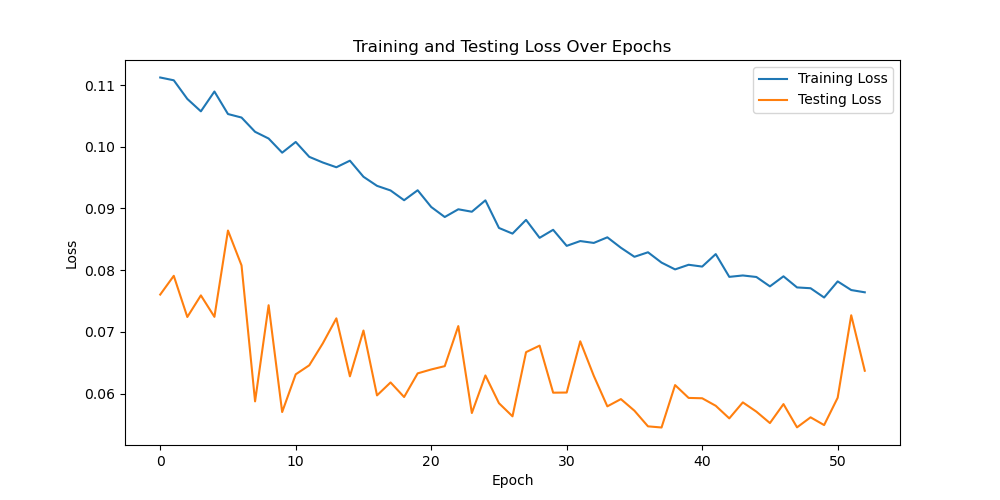 Training and Testing Loss Over Epochs
Training Loss
Testing Loss
0.11
0.10
0.09
0.08
0.07
0.06
Loss
0 10 20 30 40 50
Epoch